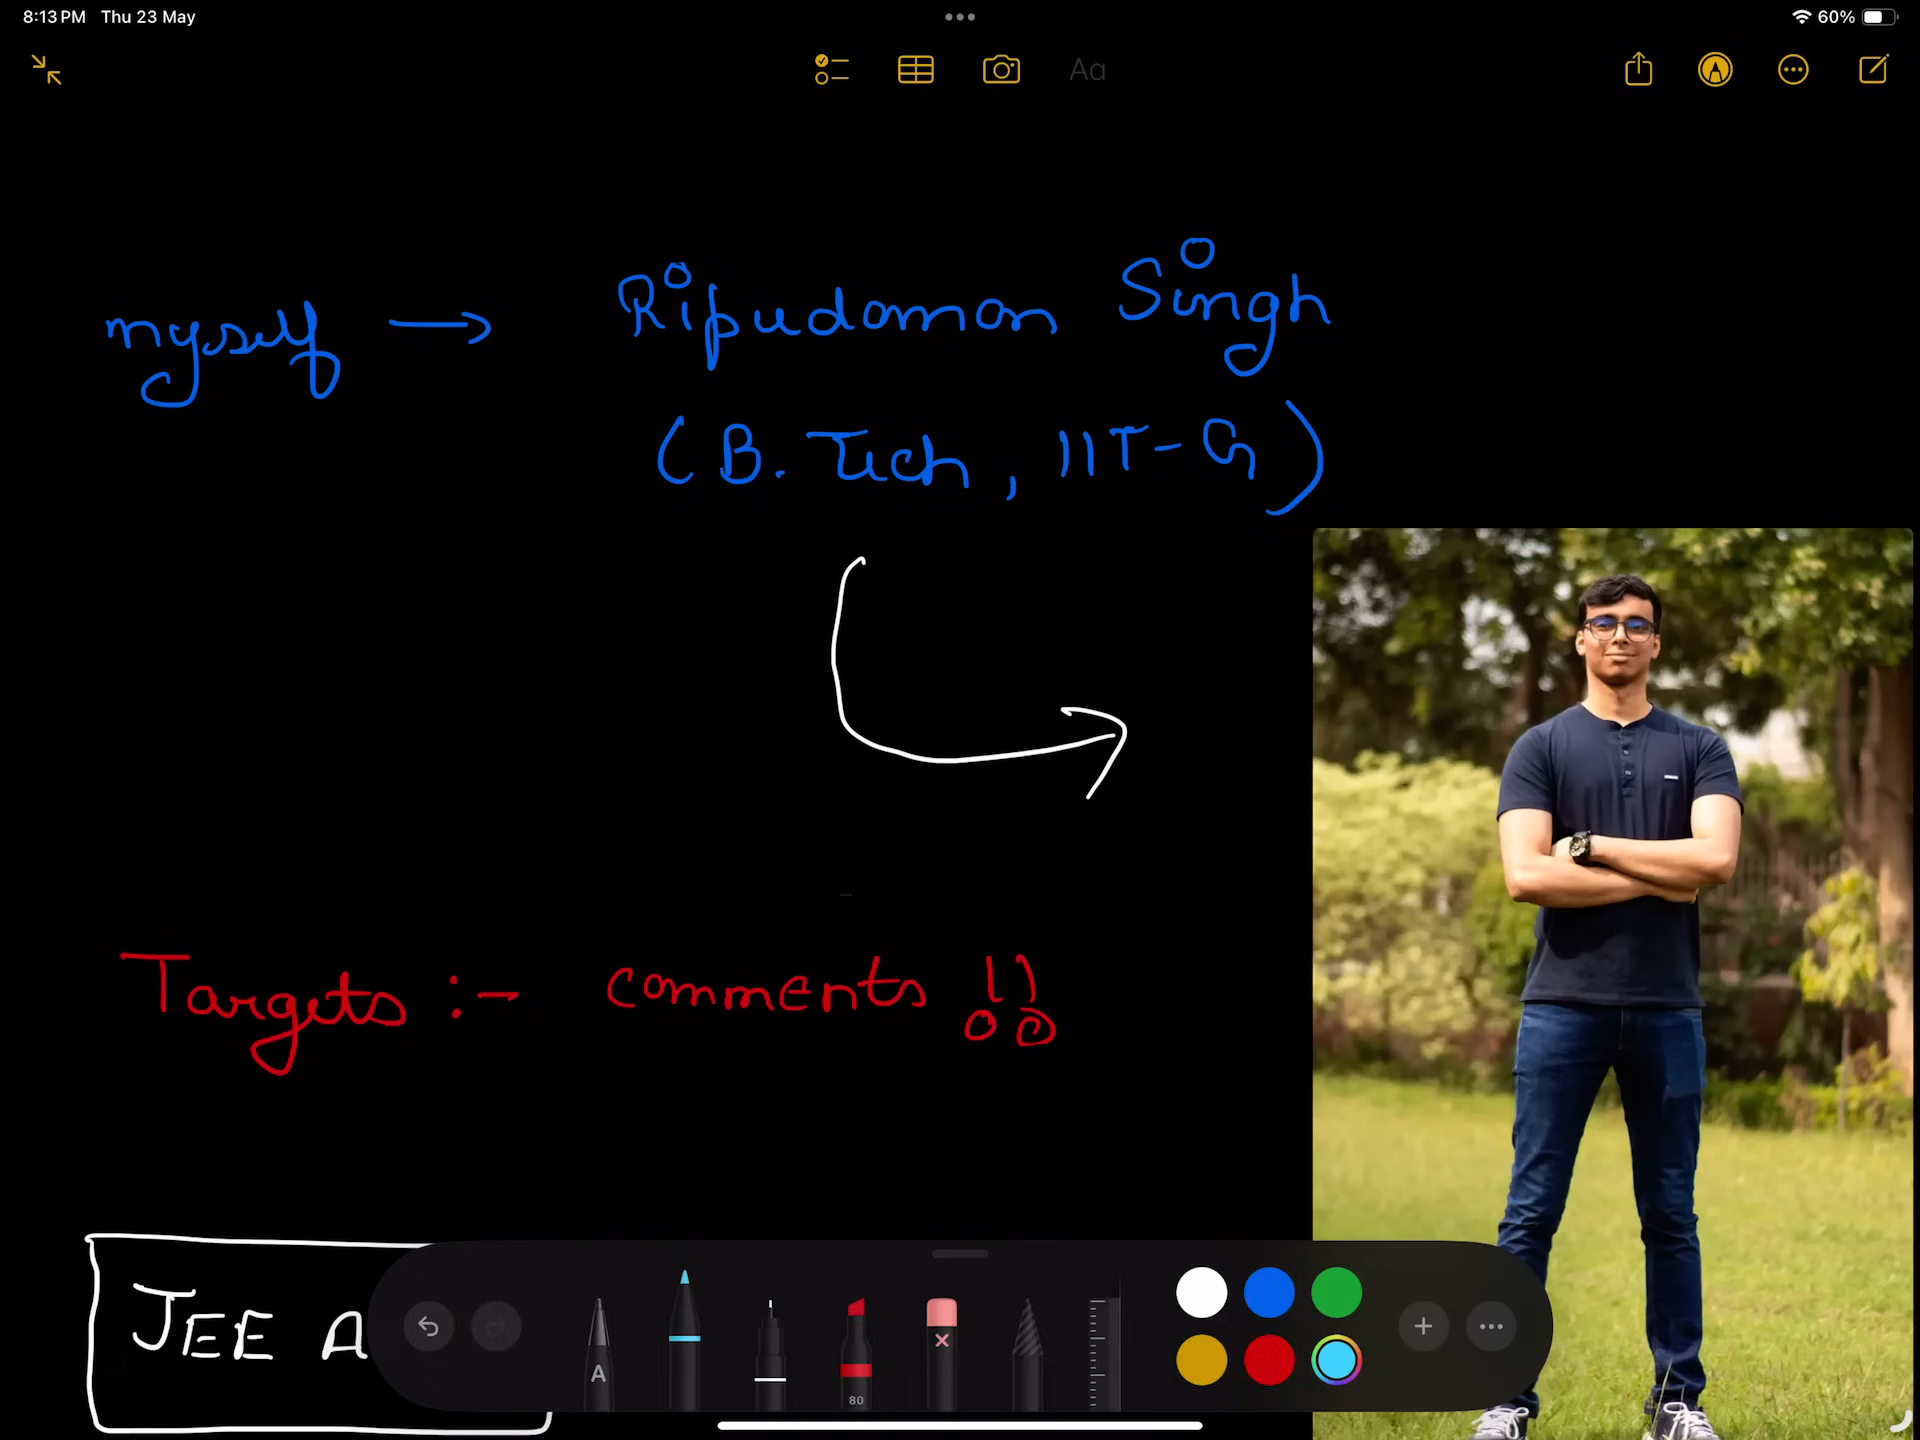 8:13 PM Thu 23 May
60%
Aa
myself → Ripudaman Singh
(B. Tech, IIT-G)
Targets :- comments !!
JEE A
A
80